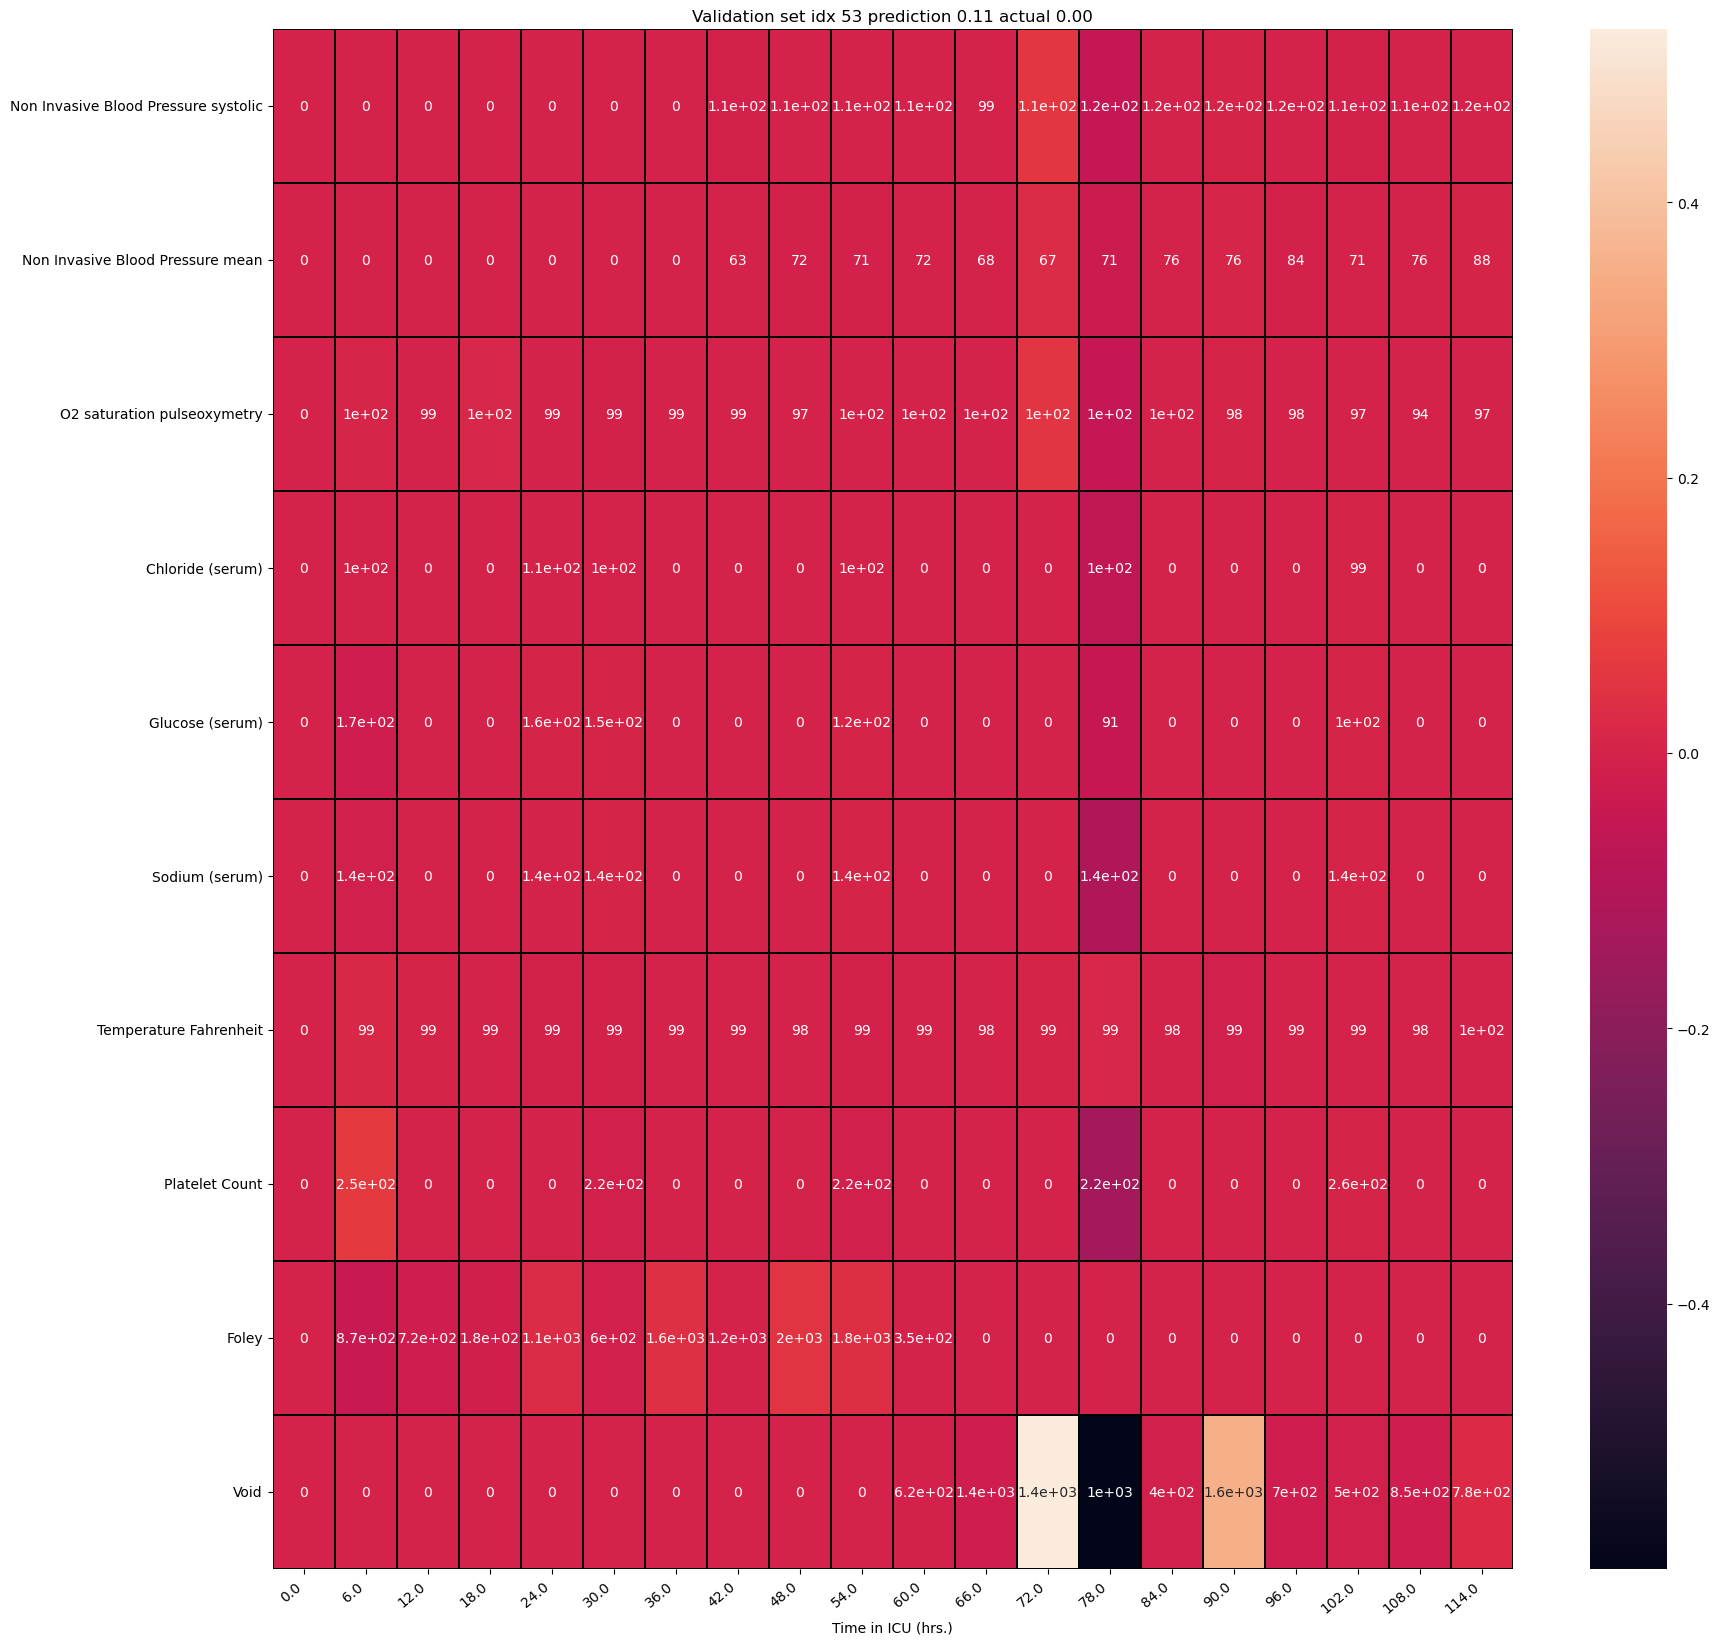 Validation set idx 53 prediction 0.11 actual 0.00
Non Invasive Blood Pressure systolic 0 0 0 0 0 0 0 1.1e+02 1.1e+02 1.1e+02 1.1e+02 99 1.1e+02 1.2e+02 1.2e+02 1.2e+02 1.2e+02 1.1e+02 1.1e+02 1.2e+02
0.4
Non Invasive Blood Pressure mean 0 0 0 0 0 0 0 63 72 71 72 68 67 71 76 76 84 71 76 88
O2 saturation pulseoxymetry 0 1e+02 99 1e+02 99 99 99 99 97 1e+02 1e+02 1e+02 1e+02 1e+02 1e+02 98 98 97 94 97
0.2
Chloride (serum) 0 1e+02 0 0 1.1e+02 1e+02 0 0 0 1e+02 0 0 0 1e+02 0 0 0 99 0 0
Glucose (serum) 0 1.7e+02 0 0 1.6e+02 1.5e+02 0 0 0 1.2e+02 0 0 0 91 0 0 0 1e+02 0 0
0.0
Sodium (serum) 0 1.4e+02 0 0 1.4e+02 1.4e+02 0 0 0 1.4e+02 0 0 0 1.4e+02 0 0 0 1.4e+02 0 0
Temperature Fahrenheit 0 99 99 99 99 99 99 99 98 99 99 98 99 99 98 99 99 99 98 1e+02
−0.2
Platelet Count 0 2.5e+02 0 0 0 2.2e+02 0 0 0 2.2e+02 0 0 0 2.2e+02 0 0 0 2.6e+02 0 0
−0.4
Foley 0 8.7e+02 7.2e+02 1.8e+02 1.1e+03 6e+02 1.6e+03 1.2e+03 2e+03 1.8e+03 3.5e+02 0 0 0 0 0 0 0 0 0
Void 0 0 0 0 0 0 0 0 0 0 6.2e+02 1.4e+03 1.4e+03 1e+03 4e+02 1.6e+03 7e+02 5e+02 8.5e+02 7.8e+02
0.0 6.0 12.0 18.0 24.0 30.0 36.0 42.0 48.0 54.0 60.0 66.0 72.0 78.0 84.0 90.0 96.0 102.0 108.0 114.0
Time in ICU (hrs.)